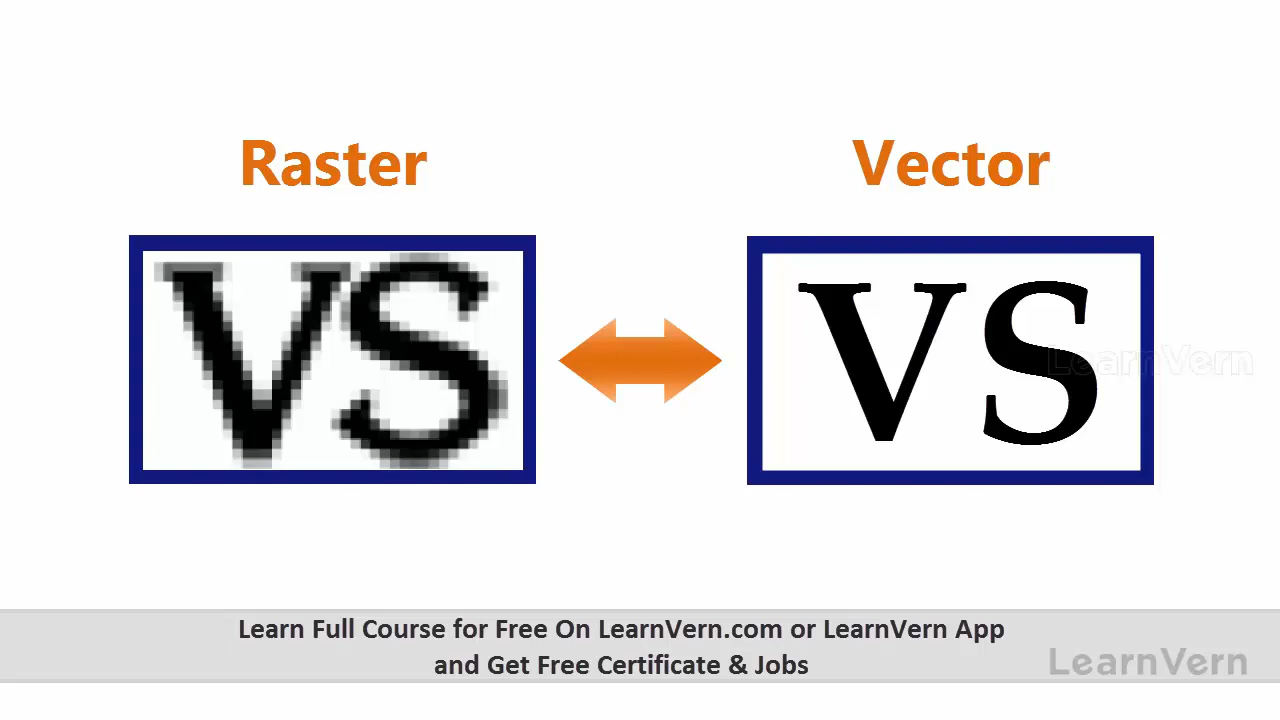 Raster
Vector
VS
VS
LearnVern
Learn Full Course for Free On LearnVern.com or LearnVern App
and Get Free Certificate & Jobs
LearnVern